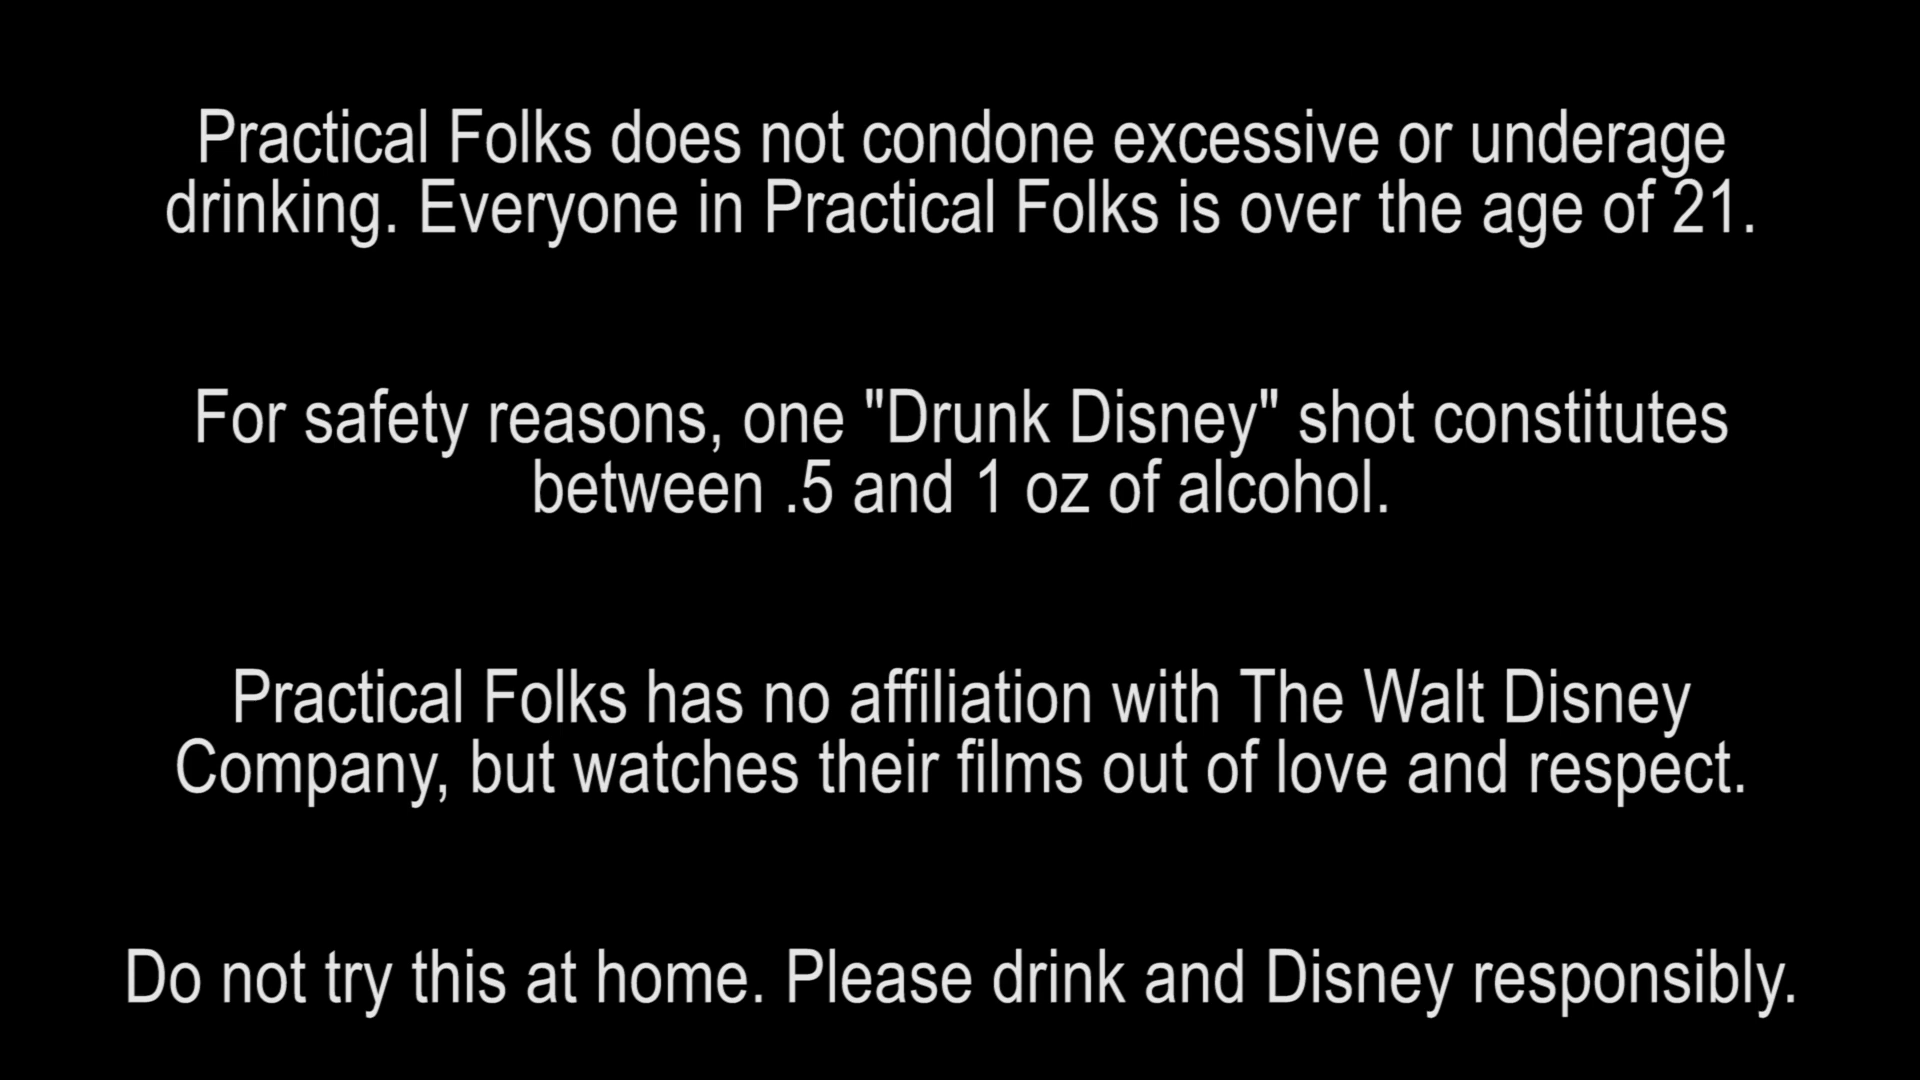 Practical Folks does not condone excessive or underage
drinking. Everyone in Practical Folks is over the age of 21.
For safety reasons, one "Drunk Disney" shot constitutes
between .5 and 1 oz of alcohol.
Practical Folks has no affiliation with The Walt Disney
Company, but watches their films out of love and respect.
Do not try this at home. Please drink and Disney responsibly.